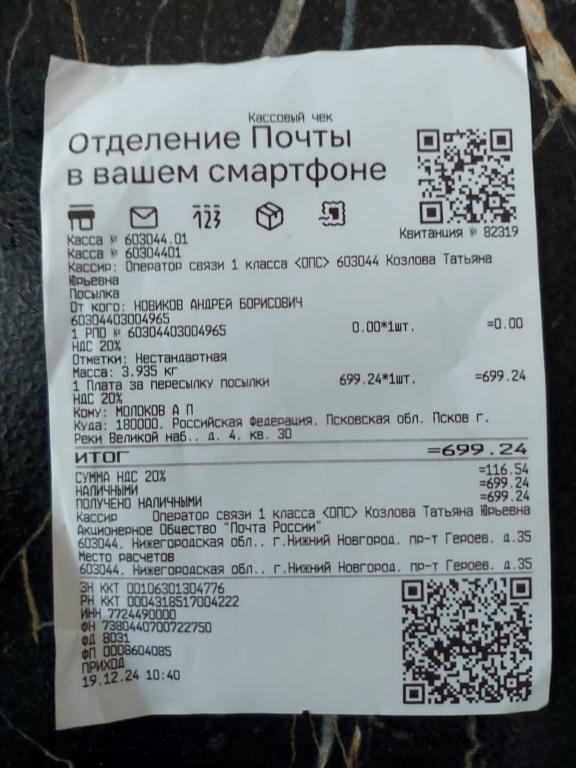 Кассовый чек
Отделение Почты
в вашем смартфоне
123
Квитанция № 82319
Касса № 603044.01
Касса № 60304401
Кассир: Оператор связи 1 класса <ОПС> 603044 Козлова Татьяна
Юрьевна
Посылка
От кого: НОВИКОВ АНДРЕЙ БОРИСОВИЧ
60304403004965
1 РПО № 60304403004965 0.00*1шт. =0.00
НДС 20%
Отметки: Нестандартная
Масса: 3.935 кг
1 Плата за пересылку посылки 699.24*1шт. =699.24
НДС 20%
Кому: МОЛОКОВ А П
Куда: 180000. Российская Федерация. Псковская обл. Псков г.
Реки Великой наб.. д. 4. кв. 30
ИТОГ =699.24
СУММА НДС 20% =116.54
НАЛИЧНЫМИ =699.24
ПОЛУЧЕНО НАЛИЧНЫМИ =699.24
Кассир Оператор связи 1 класса <ОПС> Козлова Татьяна Юрьевна
Акционерное Общество "Почта России"
603044. Нижегородская обл.. г.Нижний Новгород. пр-т Героев. д.35
Место расчетов
603044. Нижегородская обл.. г.Нижний Новгород. пр-т Героев. д.35
ЗН ККТ 00106301304776
РН ККТ 0004318517004222
ИНН 7724490000
ФН 7380440700722750
ФД 8031
ФП 0008604085
ПРИХОД
19.12.24 10:40